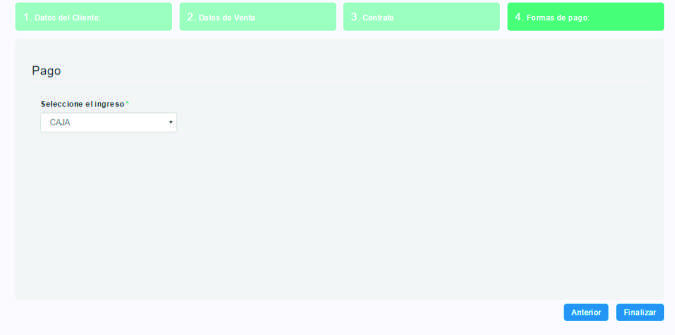 1. Datos del Cliente:
2. Datos de Venta
3. Contrato
4. Formas de pago:
Pago
Seleccione el ingreso *
CAJA
Anterior
Finalizar